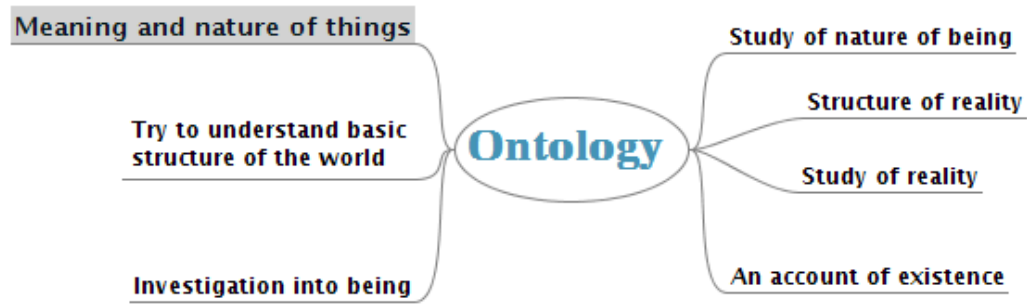 Meaning and nature of things
Try to understand basic
structure of the world
Investigation into being
Ontology
Study of nature of being
Structure of reality
Study of reality
An account of existence